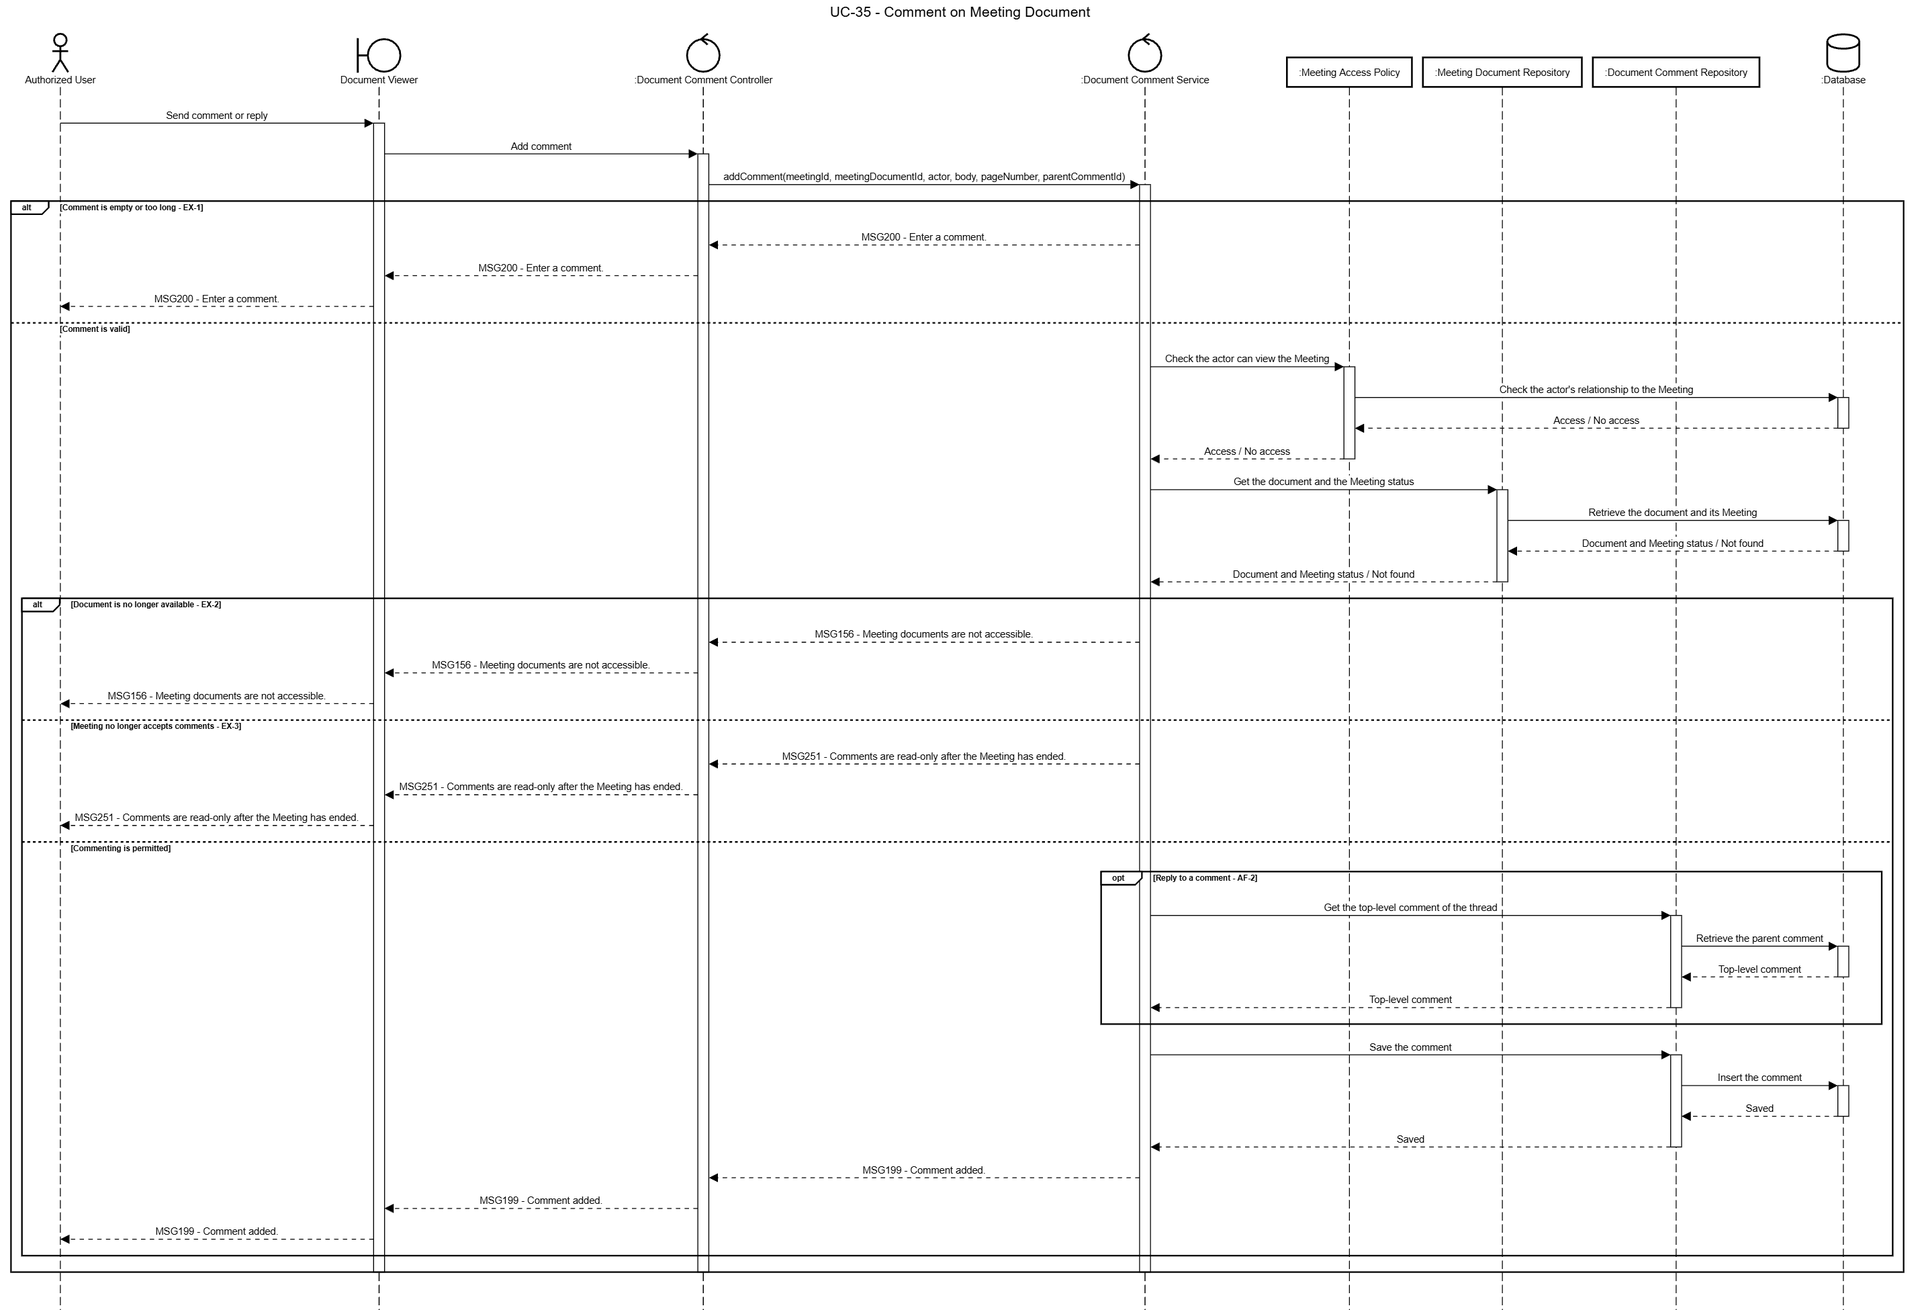 UC-35 - Comment on Meeting Document
Authorized User
Document Viewer
:Document Comment Controller
:Document Comment Service
:Meeting Access Policy
:Meeting Document Repository
:Document Comment Repository
:Database
Send comment or reply
Add comment
addComment(meetingId, meetingDocumentId, actor, body, pageNumber, parentCommentId)
alt
[Comment is empty or too long - EX-1]
MSG200 - Enter a comment.
MSG200 - Enter a comment.
MSG200 - Enter a comment.
[Comment is valid]
Check the actor can view the Meeting
Check the actor's relationship to the Meeting
Access / No access
Access / No access
Get the document and the Meeting status
Retrieve the document and its Meeting
Document and Meeting status / Not found
Document and Meeting status / Not found
alt
[Document is no longer available - EX-2]
MSG156 - Meeting documents are not accessible.
MSG156 - Meeting documents are not accessible.
MSG156 - Meeting documents are not accessible.
[Meeting no longer accepts comments - EX-3]
MSG251 - Comments are read-only after the Meeting has ended.
MSG251 - Comments are read-only after the Meeting has ended.
MSG251 - Comments are read-only after the Meeting has ended.
[Commenting is permitted]
opt
[Reply to a comment - AF-2]
Get the top-level comment of the thread
Retrieve the parent comment
Top-level comment
Top-level comment
Save the comment
Insert the comment
Saved
Saved
MSG199 - Comment added.
MSG199 - Comment added.
MSG199 - Comment added.